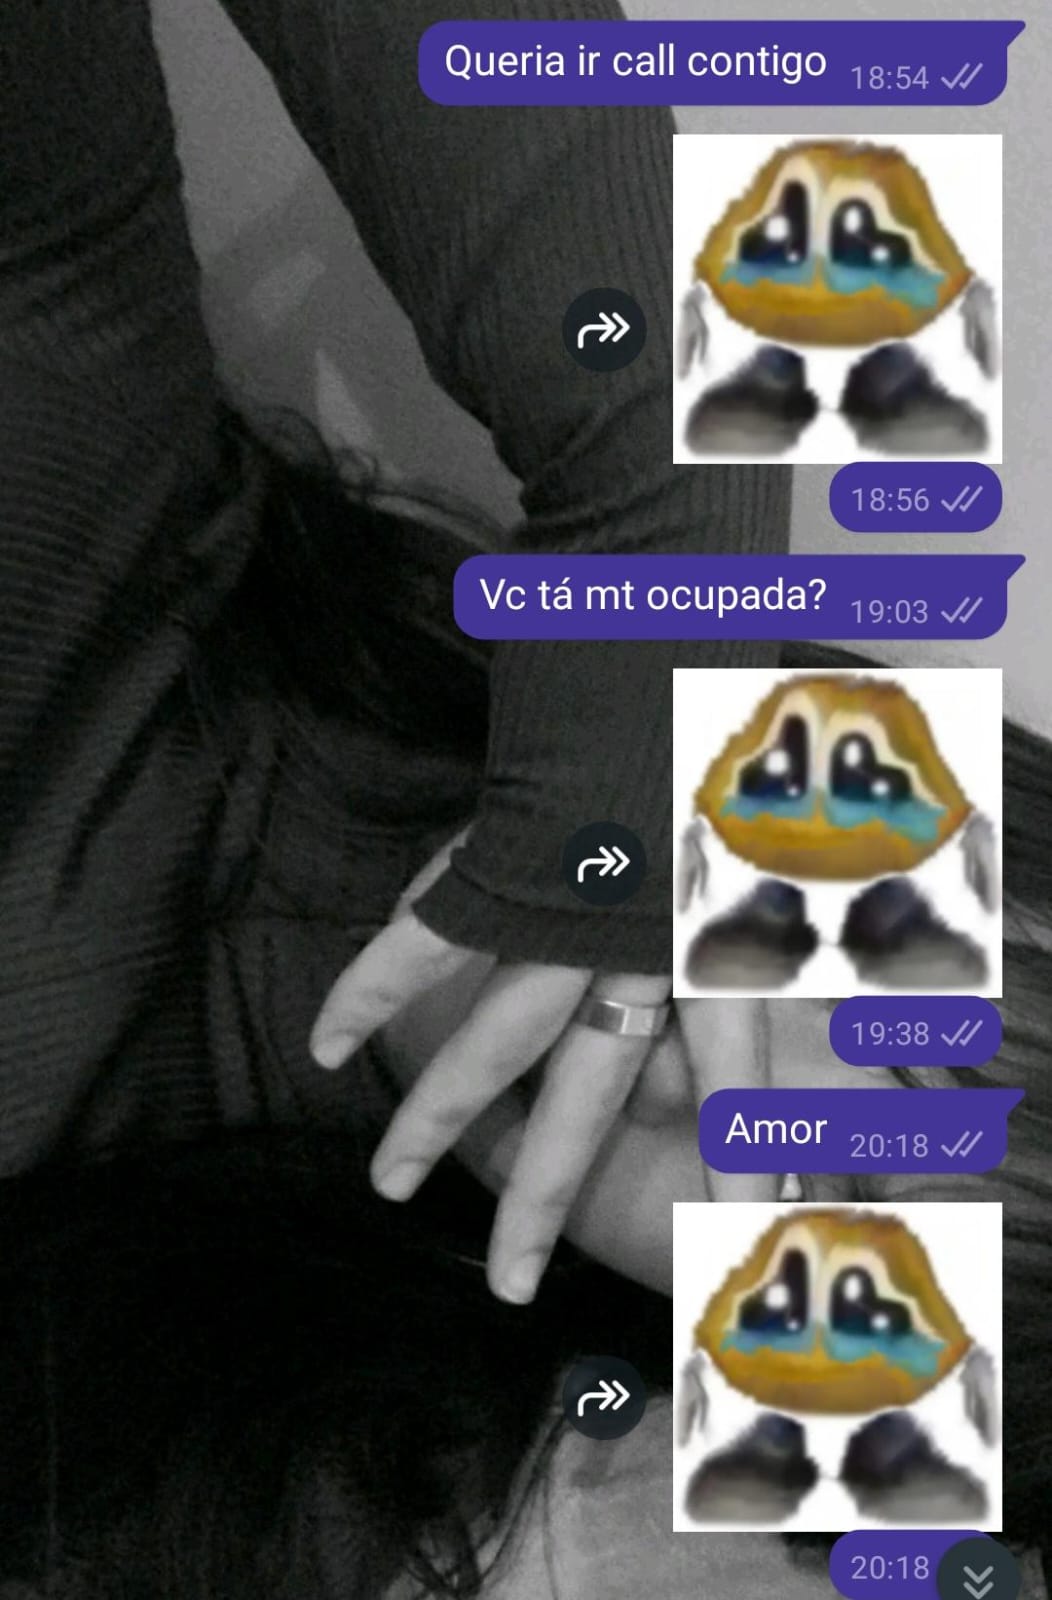 Queria ir call contigo 18:54
18:56
Vc tá mt ocupada? 19:03
19:38
Amor 20:18
20:18